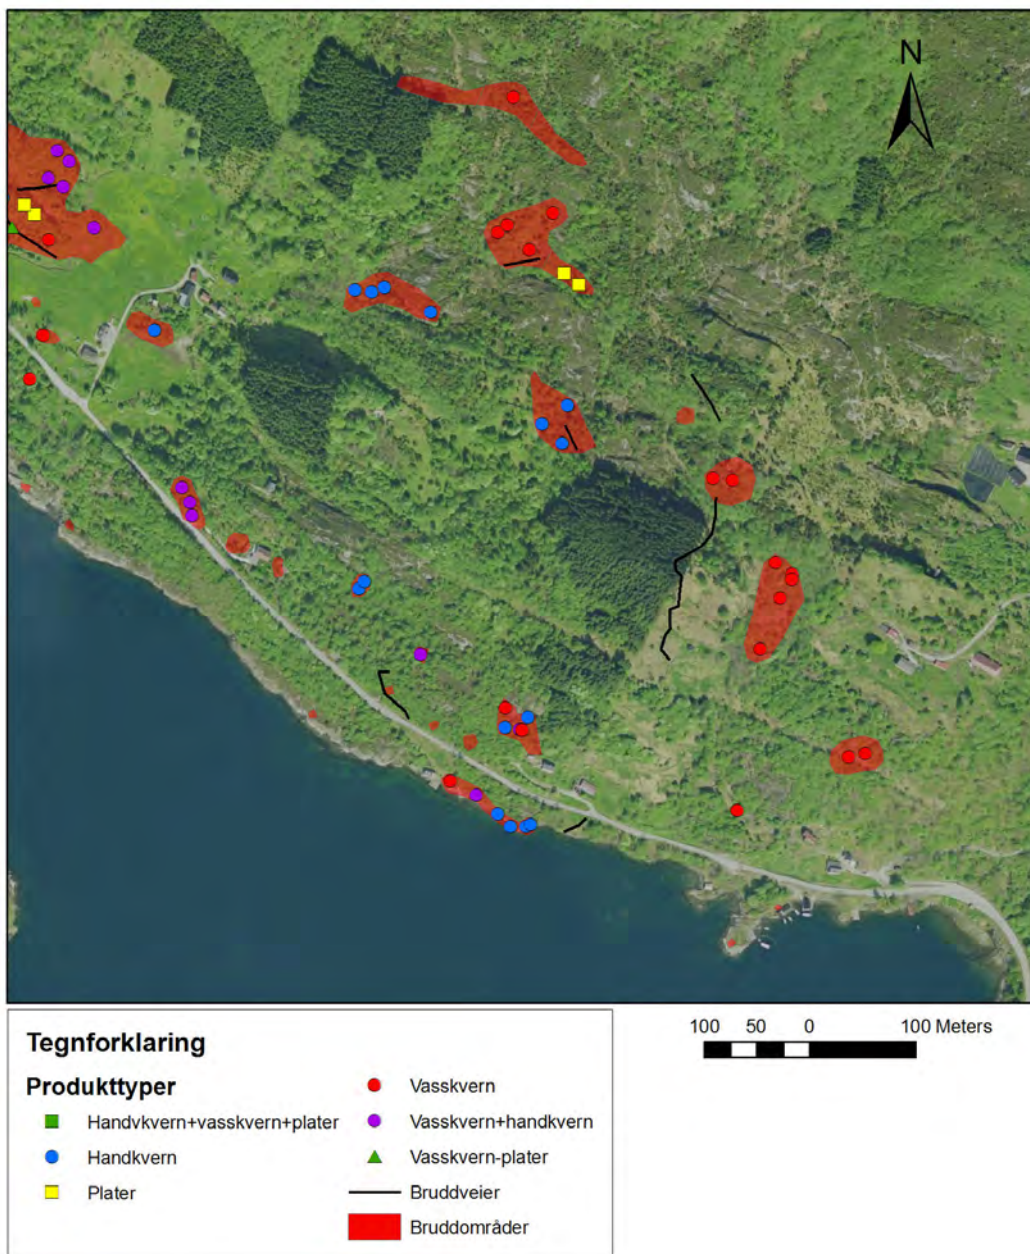 N
100 50 0 100 Meters
Tegnforklaring
Produkttyper
Handvkvern+vasskvern+plater
Handkvern
Plater
Vasskvern
Vasskvern+handkvern
Vasskvern-plater
Bruddveier
Bruddområder